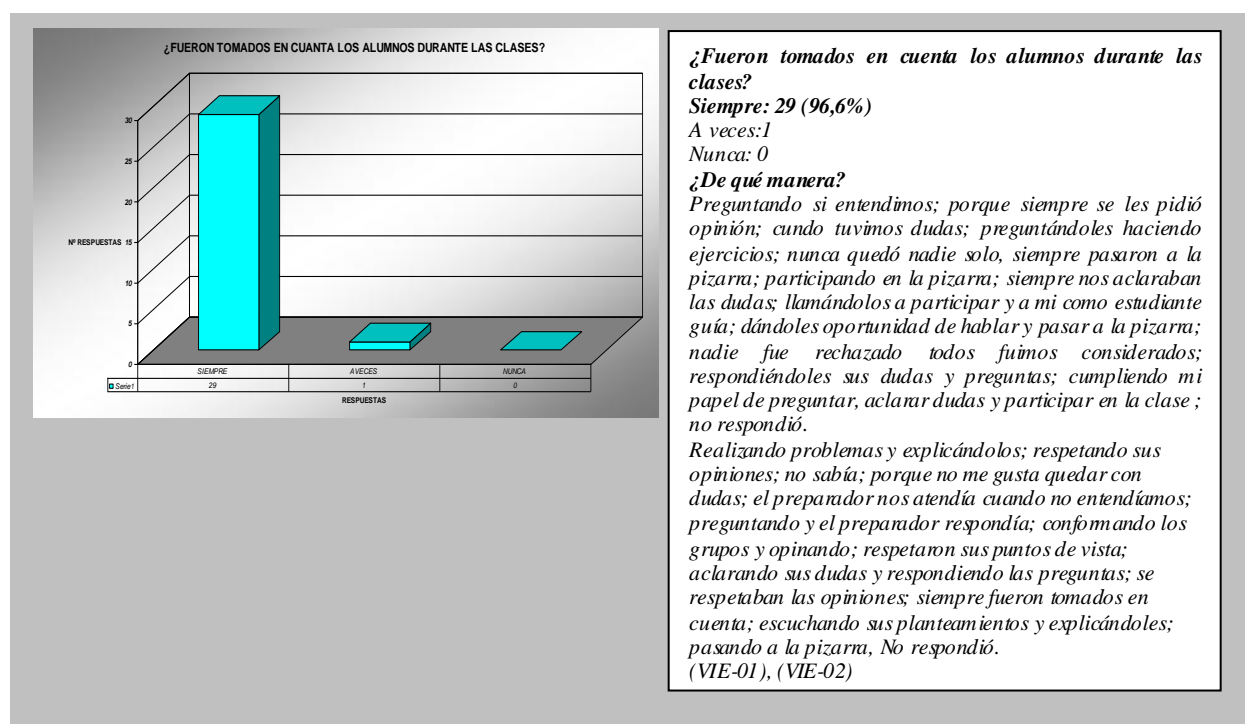 ¿FUERON TOMADOS EN CUANTA LOS ALUMNOS DURANTE LAS CLASES?
30
25
20
Nº RESPUESTAS 15
10
5
0
SIEMPRE AVECES NUNCA
Serie1 29 1 0
RESPUESTAS
¿Fueron tomados en cuenta los alumnos durante las
clases?
Siempre: 29 (96,6%)
A veces:1
Nunca: 0
¿De qué manera?
Preguntando si entendimos; porque siempre se les pidió
opinión; cundo tuvimos dudas; preguntándoles haciendo
ejercicios; nunca quedó nadie solo, siempre pasaron a la
pizarra; participando en la pizarra; siempre nos aclaraban
las dudas; llamándolos a participar y a mi como estudiante
guía; dándoles oportunidad de hablar y pasar a la pizarra;
nadie fue rechazado todos fuimos considerados;
respondiéndoles sus dudas y preguntas; cumpliendo mi
papel de preguntar, aclarar dudas y participar en la clase ;
no respondió.
Realizando problemas y explicándolos; respetando sus
opiniones; no sabía; porque no me gusta quedar con
dudas; el preparador nos atendía cuando no entendíamos;
preguntando y el preparador respondía; conformando los
grupos y opinando; respetaron sus puntos de vista;
aclarando sus dudas y respondiendo las preguntas; se
respetaban las opiniones; siempre fueron tomados en
cuenta; escuchando sus planteamientos y explicándoles;
pasando a la pizarra, No respondió.
(VIE-01), (VIE-02)